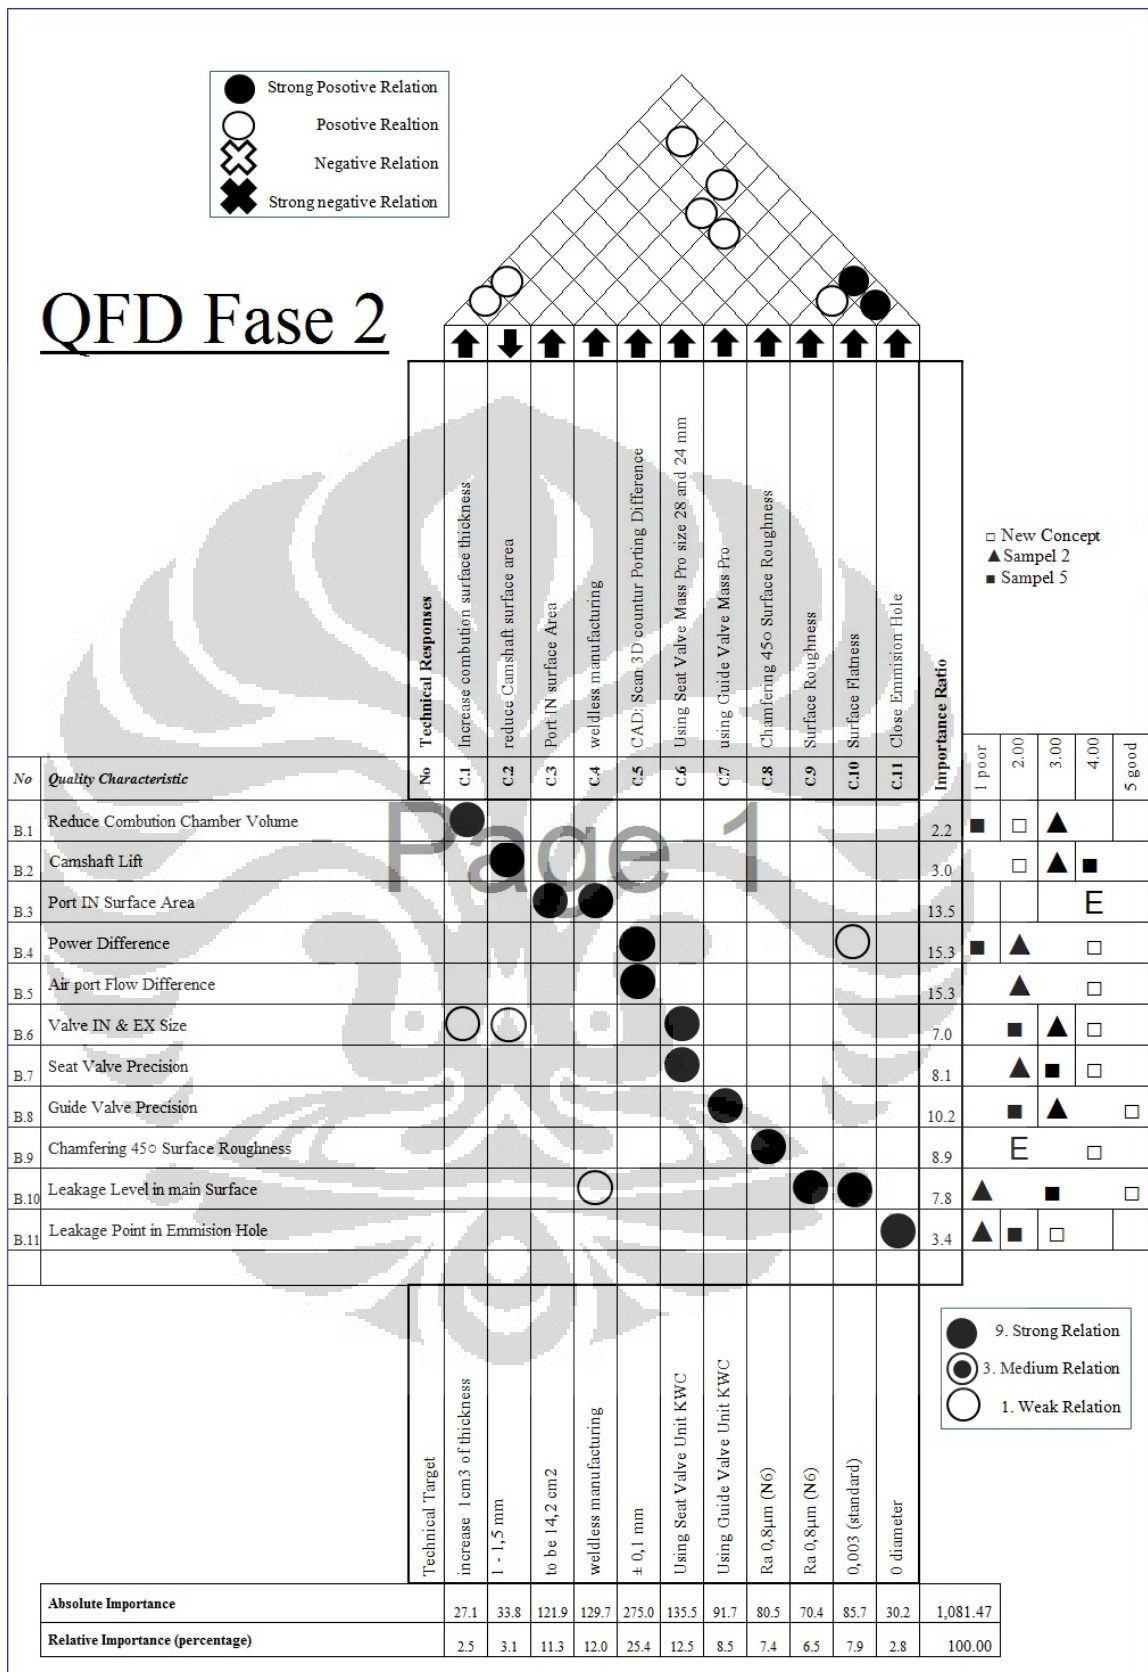 Strong Posotive Relation
Posotive Realtion
Negative Relation
Strong negative Relation
QFD Fase 2
Technical Responses
Increase combution surface thickness
reduce Camshaft surface area
Port IN surface Area
weldless manufacturing
CAD: Scan 3D countur Porting Difference
Using Seat Valve Mass Pro size 28 and 24 mm
using Guide Valve Mass Pro
Chamfering 45○ Surface Roughness
Surface Roughness
Surface Flatness
Close Emmision Hole
Importance Ratio
□ New Concept
▲ Sampel 2
■ Sampel 5
1 poor 2.00 3.00 4.00 5 good
No Quality Characteristic No C.1 C.2 C.3 C.4 C.5 C.6 C.7 C.8 C.9 C.10 C.11
B.1 Reduce Combution Chamber Volume 2.2
B.2 Camshaft Lift 3.0
Page 1
B.3 Port IN Surface Area 13.5 E
B.4 Power Difference 15.3
B.5 Air port Flow Difference 15.3
B.6 Valve IN & EX Size 7.0
B.7 Seat Valve Precision 8.1
B.8 Guide Valve Precision 10.2
B.9 Chamfering 45○ Surface Roughness 8.9 E
B.10 Leakage Level in main Surface 7.8
B.11 Leakage Point in Emmision Hole 3.4
9. Strong Relation
3. Medium Relation
1. Weak Relation
Technical Target
increase 1cm3 of thickness
1 - 1,5 mm
to be 14,2 cm2
weldless manufacturing
± 0,1 mm
Using Seat Valve Unit KWC
Using Guide Valve Unit KWC
Ra 0,8µm (N6)
Ra 0,8µm (N6)
0,003 (standard)
0 diameter
Absolute Importance 27.1 33.8 121.9 129.7 275.0 135.5 91.7 80.5 70.4 85.7 30.2 1,081.47
Relative Importance (percentage) 2.5 3.1 11.3 12.0 25.4 12.5 8.5 7.4 6.5 7.9 2.8 100.00